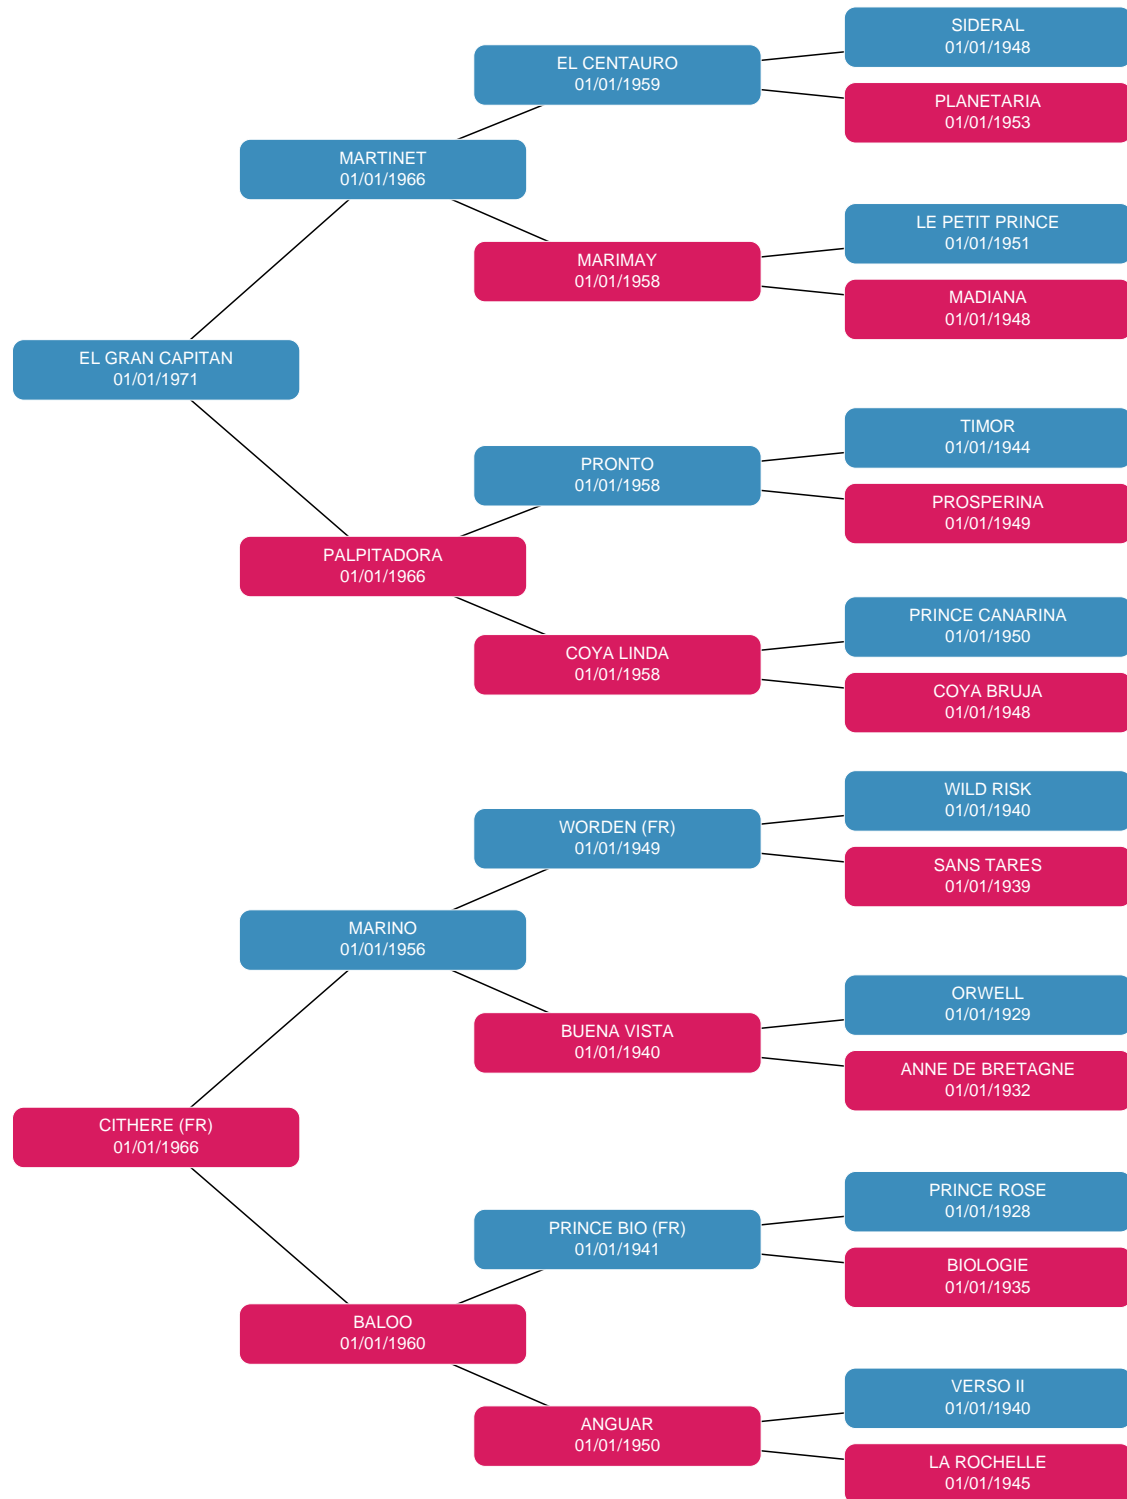 SIDERAL
01/01/1948
EL CENTAURO
01/01/1959
PLANETARIA
01/01/1953
MARTINET
01/01/1966
LE PETIT PRINCE
01/01/1951
MARIMAY
01/01/1958
MADIANA
01/01/1948
EL GRAN CAPITAN
01/01/1971
TIMOR
01/01/1944
PRONTO
01/01/1958
PROSPERINA
01/01/1949
PALPITADORA
01/01/1966
PRINCE CANARINA
01/01/1950
COYA LINDA
01/01/1958
COYA BRUJA
01/01/1948
WILD RISK
01/01/1940
WORDEN (FR)
01/01/1949
SANS TARES
01/01/1939
MARINO
01/01/1956
ORWELL
01/01/1929
BUENA VISTA
01/01/1940
ANNE DE BRETAGNE
01/01/1932
CITHERE (FR)
01/01/1966
PRINCE ROSE
01/01/1928
PRINCE BIO (FR)
01/01/1941
BIOLOGIE
01/01/1935
BALOO
01/01/1960
VERSO II
01/01/1940
ANGUAR
01/01/1950
LA ROCHELLE
01/01/1945